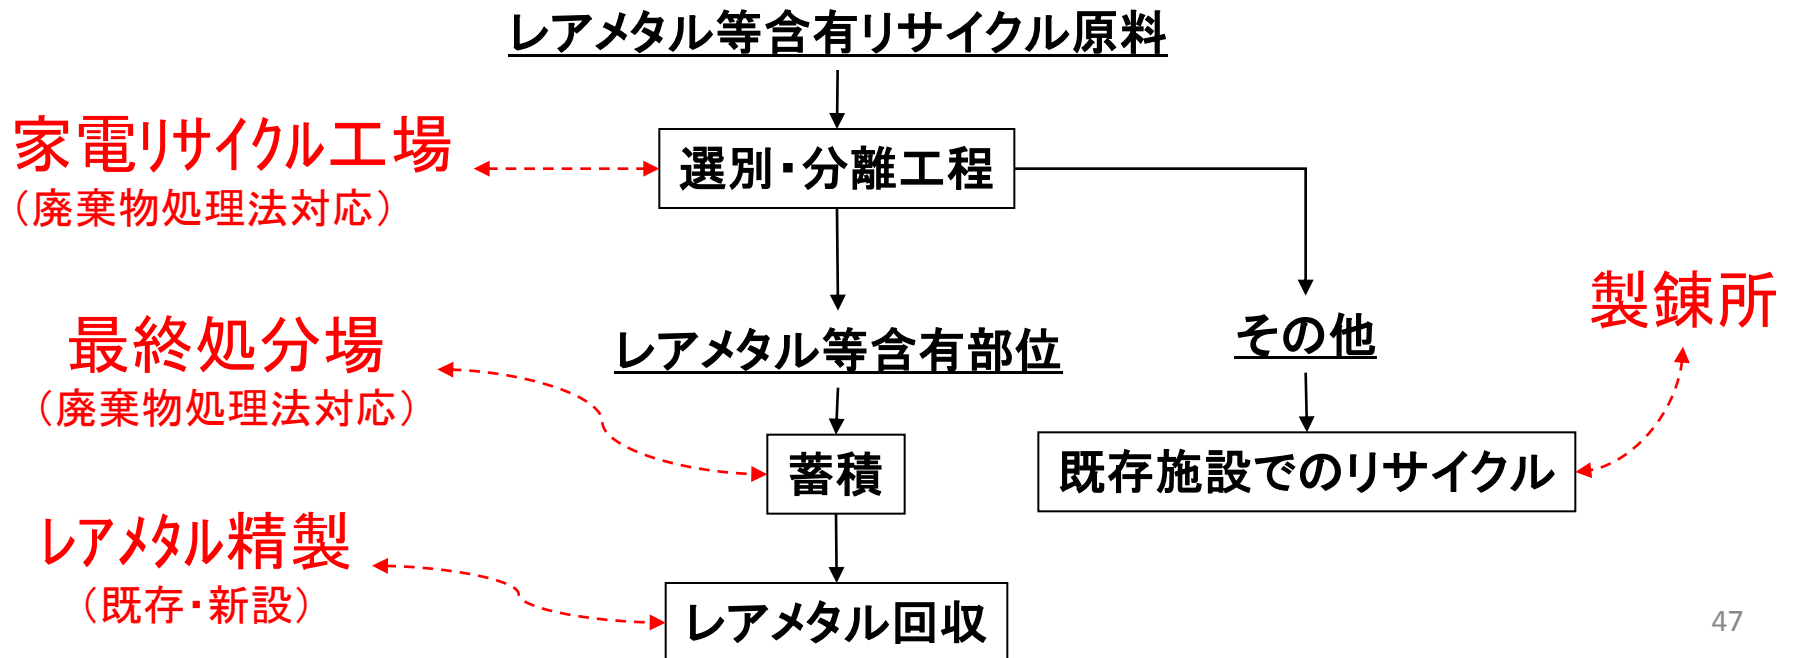 レアメタル等含有リサイクル原料
家電リサイクル工場
（廃棄物処理法対応）
選別・分離工程
製錬所
最終処分場
（廃棄物処理法対応）
レアメタル等含有部位
その他
蓄積
既存施設でのリサイクル
レアメタル精製
（既存・新設）
レアメタル回収
47